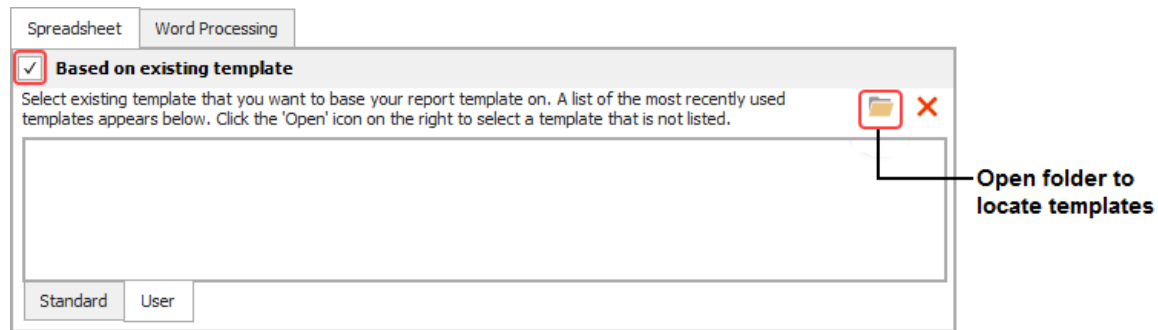 Spreadsheet Word Processing
Based on existing template
Select existing template that you want to base your report template on. A list of the most recently used
templates appears below. Click the 'Open' icon on the right to select a template that is not listed.
Open folder to
locate templates
Standard User